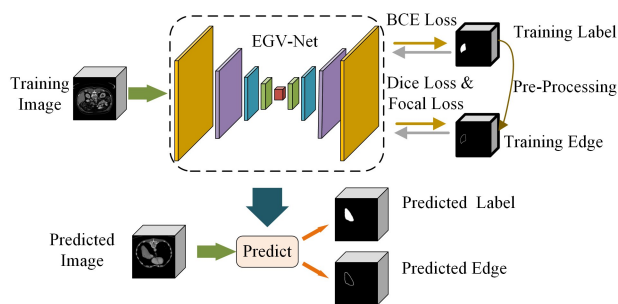 BCE Loss
EGV-Net
Training Label
Training
Image
Pre-Processing
Dice Loss &
Focal Loss
Training Edge
Predicted Label
Predicted
Image
Predict
Predicted Edge